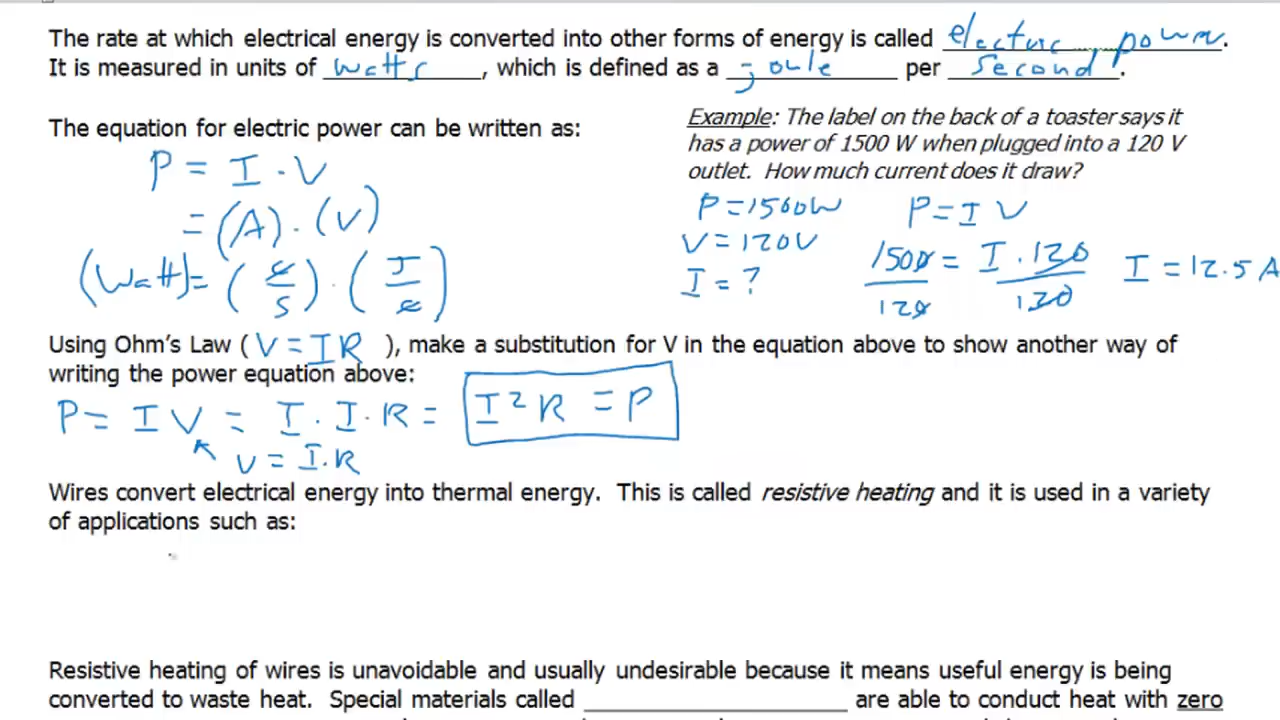 The rate at which electrical energy is converted into other forms of energy is called electric power.
It is measured in units of watts, which is defined as a joule per second.
The equation for electric power can be written as:
P = I · V
= (A) · (V)
(Watt) = (C/S) · (J/C)
Example: The label on the back of a toaster says it
has a power of 1500 W when plugged into a 120 V
outlet. How much current does it draw?
P = 1500W P = I V
V = 120V
I = ?
1500/120 = I · 120/120 I = 12.5 A
Using Ohm's Law ( V = IR ), make a substitution for V in the equation above to show another way of
writing the power equation above:
P = I V = I · I · R = I²R = P
V = I·R
Wires convert electrical energy into thermal energy. This is called resistive heating and it is used in a variety
of applications such as:
Resistive heating of wires is unavoidable and usually undesirable because it means useful energy is being
converted to waste heat. Special materials called ____________ are able to conduct heat with zero